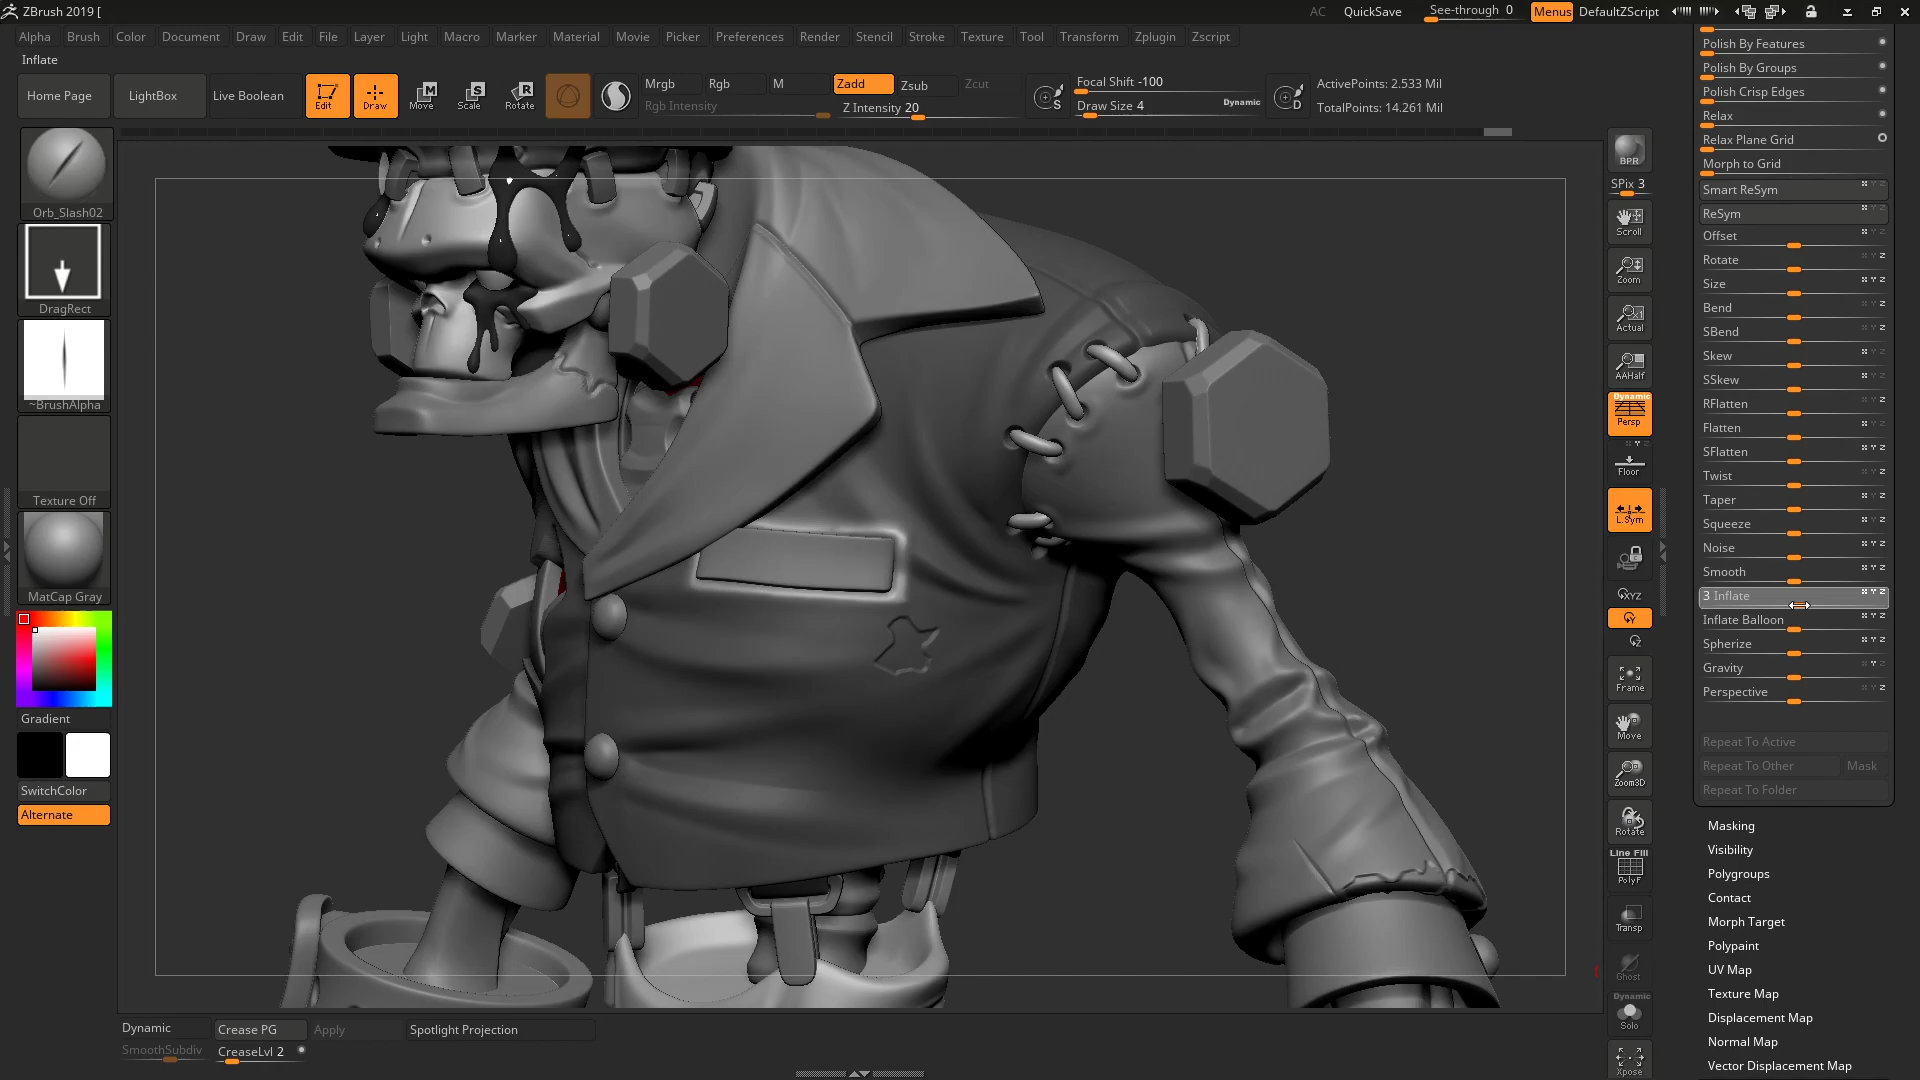 ZBrush 2019 [
AC QuickSave See-through 0 Menus DefaultZScript
Alpha Brush Color Document Draw Edit File Layer Light Macro Marker Material Movie Picker Preferences Render Stencil Stroke Texture Tool Transform Zplugin Zscript
Inflate
Home Page LightBox Live Boolean Edit Draw Move Scale Rotate
Mrgb Rgb M Zadd Zsub Zcut
Rgb Intensity Z Intensity 20
S Focal Shift -100
Draw Size 4 Dynamic
D ActivePoints: 2.533 Mil
TotalPoints: 14.261 Mil
Orb_Slash02
DragRect
~BrushAlpha
Texture Off
MatCap Gray
Gradient
SwitchColor
Alternate
BPR
SPix 3
Scroll
Zoom
Actual
AAHalf
Dynamic
Persp
Floor
L.Sym
XYZ
Y
Z
Frame
Move
Zoom3D
Rotate
Line Fill
PolyF
Transp
Ghost
Dynamic
Solo
Xpose
Polish By Features
Polish By Groups
Polish Crisp Edges
Relax
Relax Plane Grid
Morph to Grid
Smart ReSym
ReSym
Offset
Rotate
Size
Bend
SBend
Skew
SSkew
RFlatten
Flatten
SFlatten
Twist
Taper
Squeeze
Noise
Smooth
3 Inflate
Inflate Balloon
Spherize
Gravity
Perspective
Repeat To Active
Repeat To Other Mask
Repeat To Folder
Masking
Visibility
Polygroups
Contact
Morph Target
Polypaint
UV Map
Texture Map
Displacement Map
Normal Map
Vector Displacement Map
Dynamic Crease PG Apply Spotlight Projection
SmoothSubdiv CreaseLvl 2